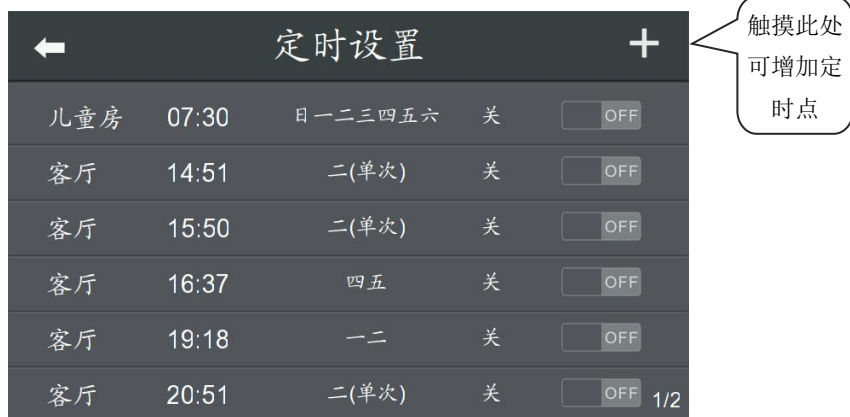 定时设置
触摸此处
可增加定
时点
儿童房 07:30 日一二三四五六 关 OFF
客厅 14:51 二(单次) 关 OFF
客厅 15:50 二(单次) 关 OFF
客厅 16:37 四五 关 OFF
客厅 19:18 一二 关 OFF
客厅 20:51 二(单次) 关 OFF 1/2